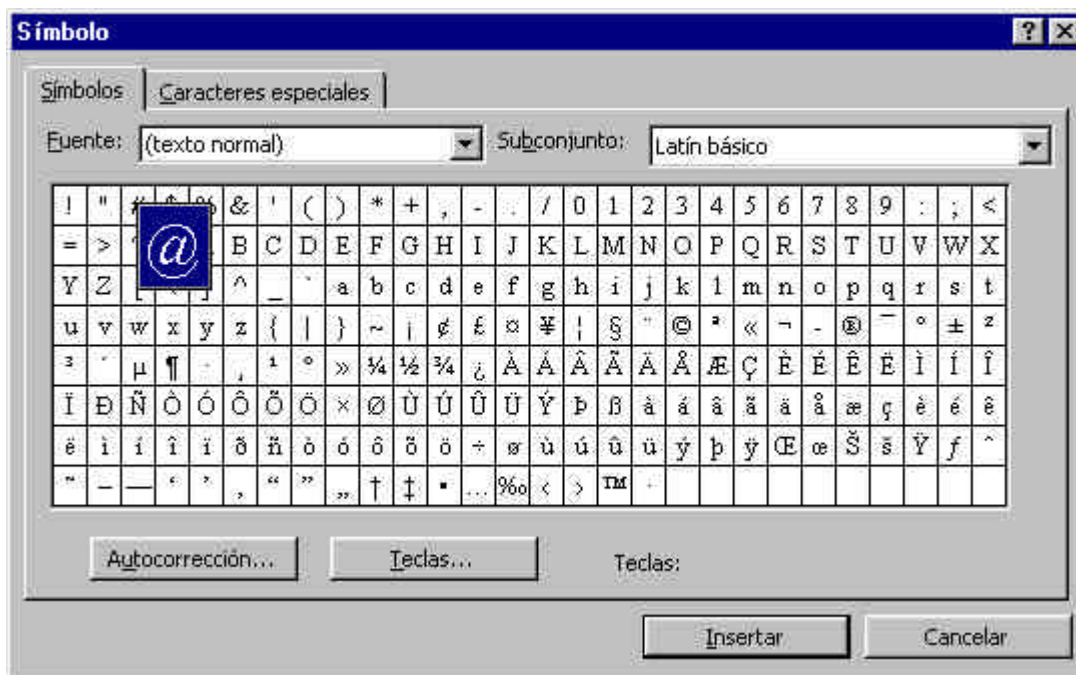 Símbolo
Símbolos Caracteres especiales
Fuente: (texto normal) Subconjunto: Latín básico
! " # $ % & ' ( ) * + , - . / 0 1 2 3 4 5 6 7 8 9 : ; <
= > @ B C D E F G H I J K L M N O P Q R S T U V W X
Y Z [ \ ] ^ _ ` a b c d e f g h i j k l m n o p q r s t
u v w x y z { | } ~ ¡ ¢ £ ¤ ¥ ¦ § ¨ © ª « ¬ - ® ¯ ° ± ²
³ ´ µ ¶ · ¸ ¹ º » ¼ ½ ¾ ¿ À Á Â Ã Ä Å Æ Ç È É Ê Ë Ì Í Î
Ï Ð Ñ Ò Ó Ô Õ Ö × Ø Ù Ú Û Ü Ý Þ ß à á â ã ä å æ ç è é ê
ë ì í î ï ð ñ ò ó ô õ ö ÷ ø ù ú û ü ý þ ÿ Œ œ Š š Ÿ ƒ ˆ
˜ – — ‘ ’ ‚ “ ” „ † ‡ • … ‰ ‹ › ™ ·
Autocorrección... Teclas... Teclas:
Insertar Cancelar